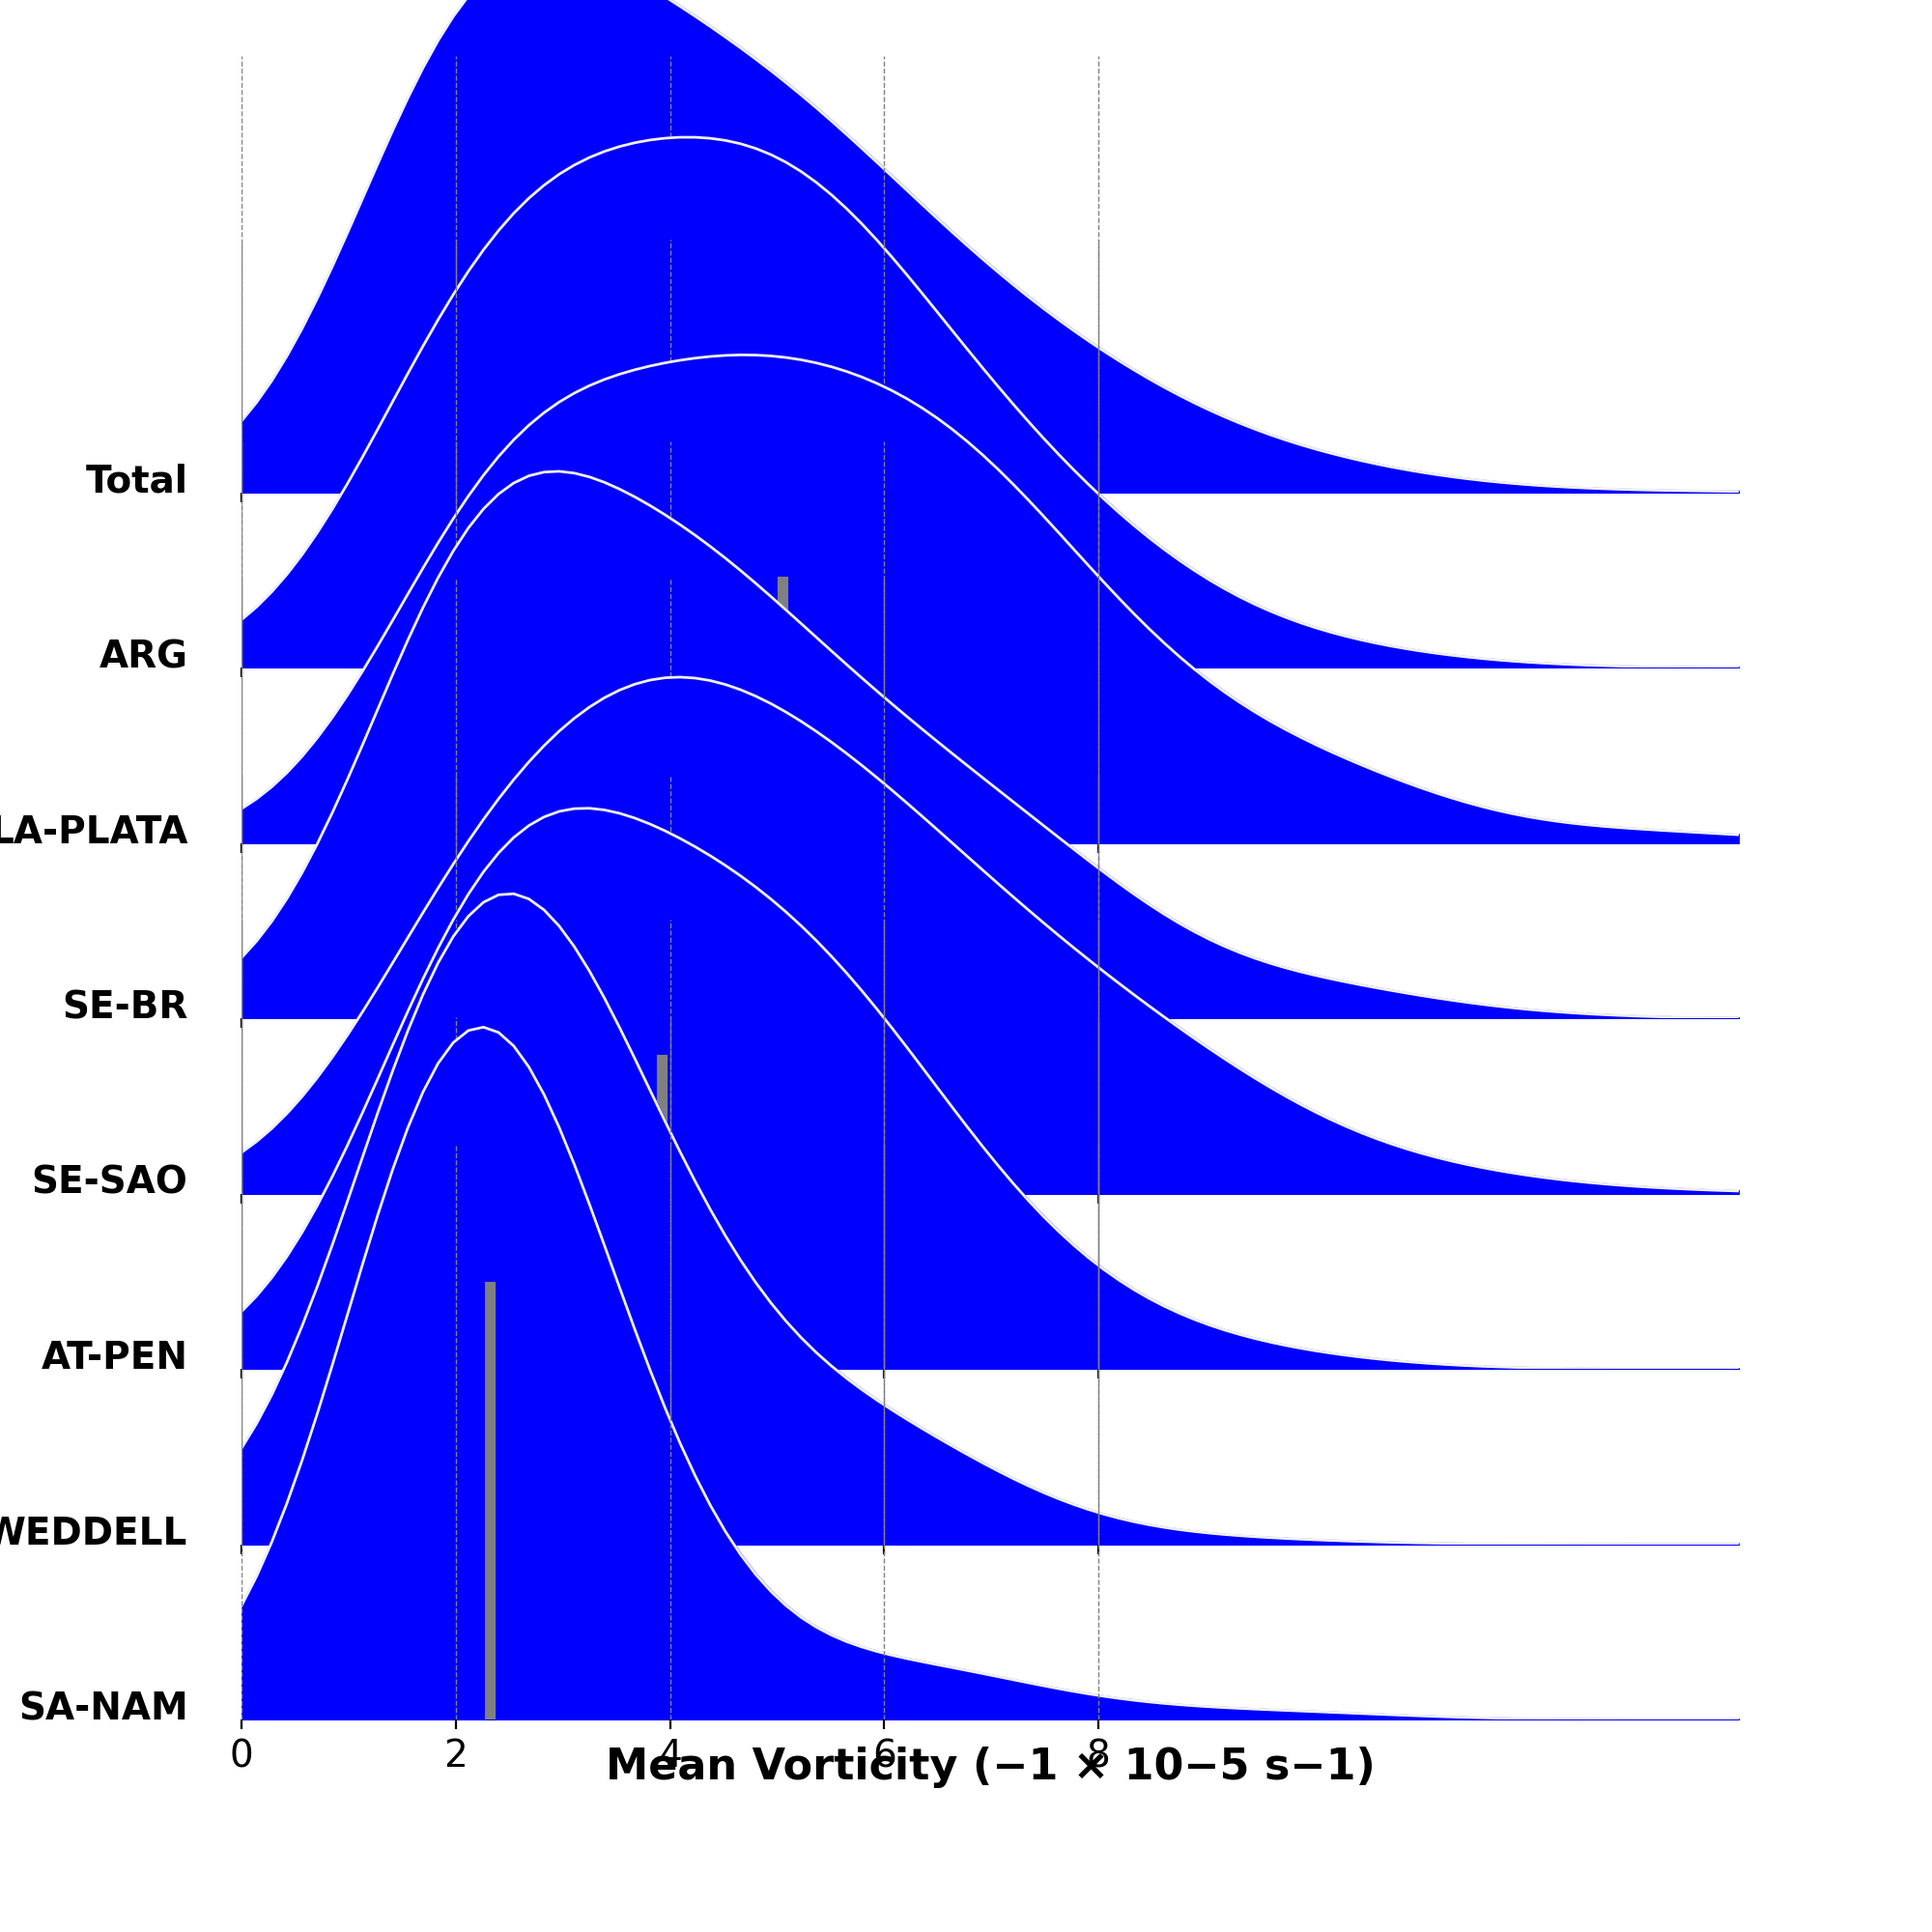 Total
ARG
LA-PLATA
SE-BR
SE-SAO
AT-PEN
WEDDELL
SA-NAM
0 2 4 6 8
Mean Vorticity (−1 × 10−5 s−1)